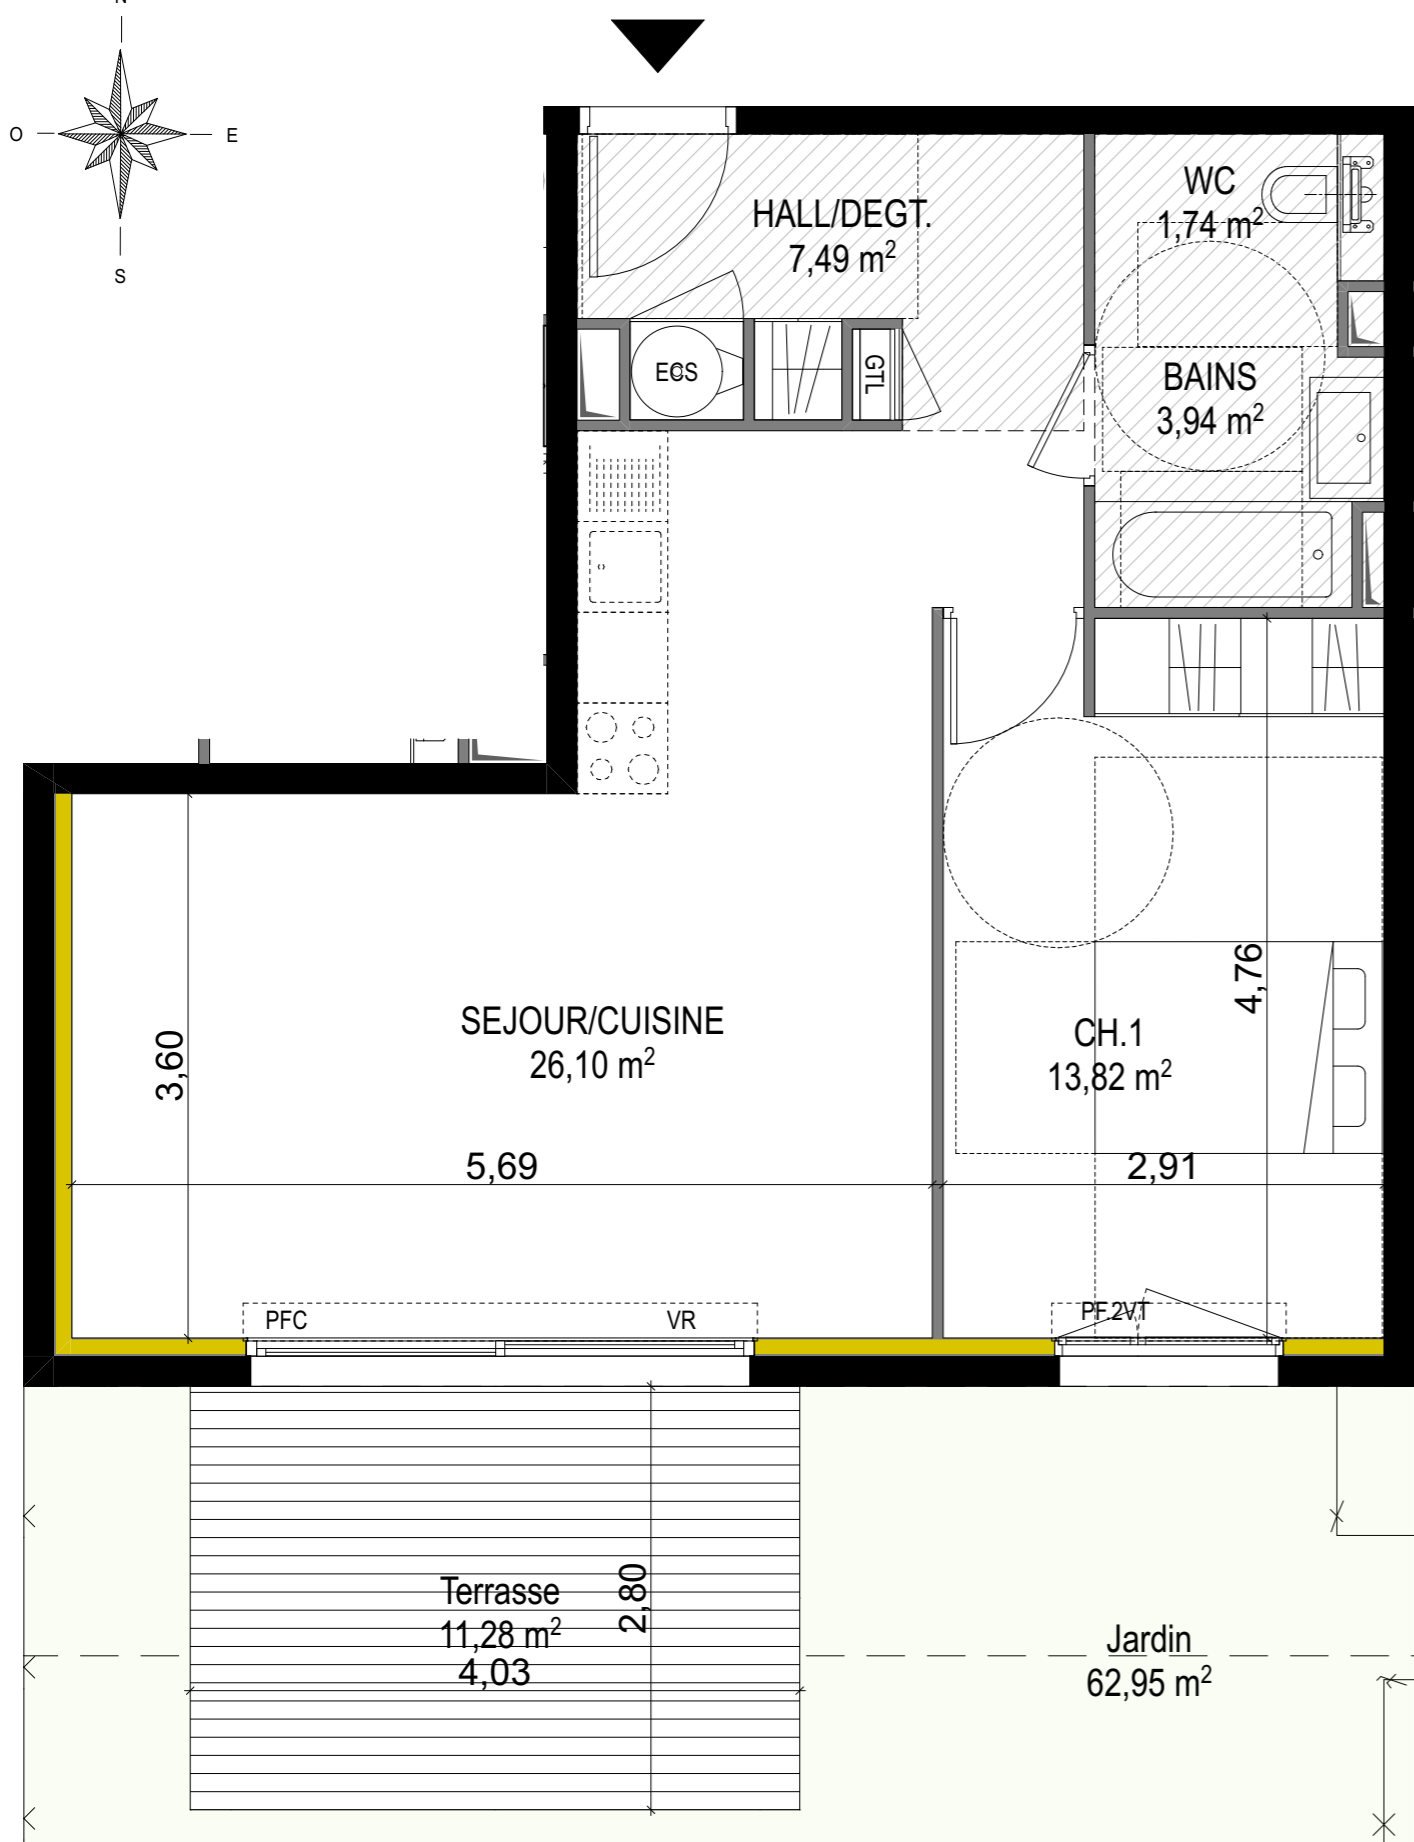 N
O
E
S
HALL/DEGT.
7,49 m²
WC
1,74 m²
ECS
GTL
BAINS
3,94 m²
SEJOUR/CUISINE
26,10 m²
3,60
5,69
CH.1
13,82 m²
4,76
2,91
PFC
VR
PF.2VT
Terrasse
11,28 m²
4,03
2,80
Jardin
62,95 m²